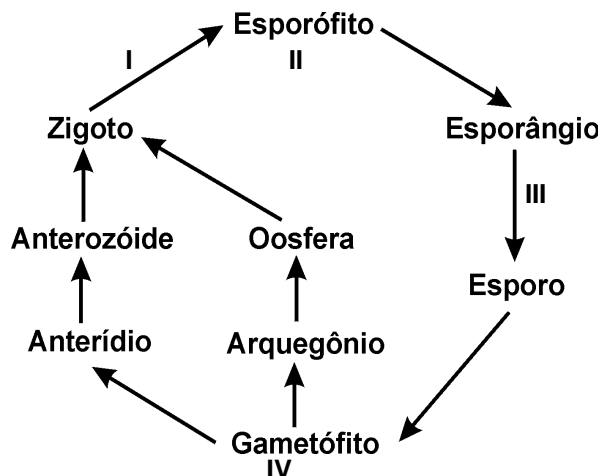 Esporófito
I
II
Zigoto
Esporângio
III
Anterozóide
Oosfera
Esporo
Anterídio
Arquegônio
Gametófito
IV